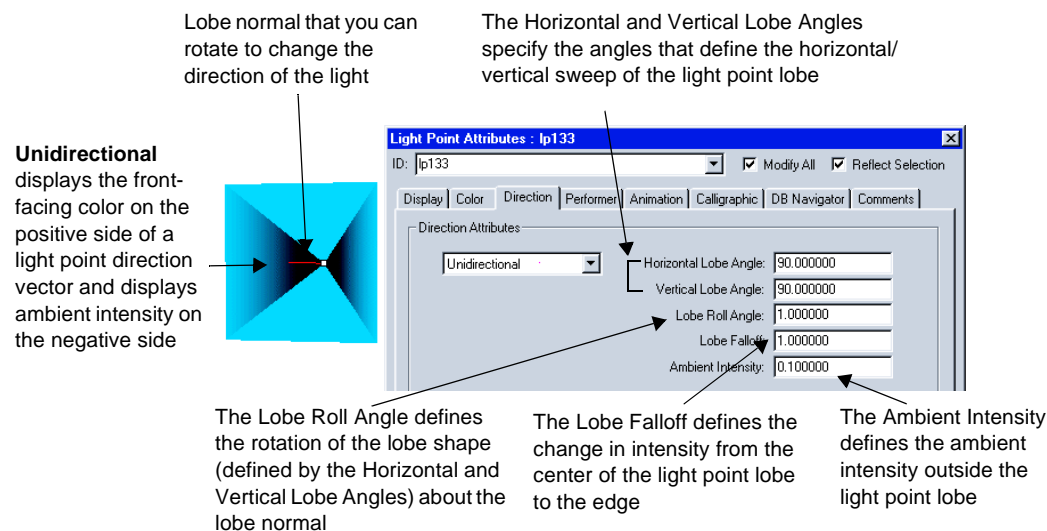 Lobe normal that you can
rotate to change the
direction of the light
The Horizontal and Vertical Lobe Angles
specify the angles that define the horizontal/
vertical sweep of the light point lobe
Unidirectional
displays the front-
facing color on the
positive side of a
light point direction
vector and displays
ambient intensity on
the negative side
Light Point Attributes : lp133
ID: lp133 Modify All Reflect Selection
Display Color Direction Performer Animation Calligraphic DB Navigator Comments
Direction Attributes
Unidirectional
Horizontal Lobe Angle: 90.000000
Vertical Lobe Angle: 90.000000
Lobe Roll Angle: 1.000000
Lobe Falloff: 1.000000
Ambient Intensity: 0.100000
The Lobe Roll Angle defines
the rotation of the lobe shape
(defined by the Horizontal and
Vertical Lobe Angles) about the
lobe normal
The Lobe Falloff defines the
change in intensity from the
center of the light point lobe
to the edge
The Ambient Intensity
defines the ambient
intensity outside the
light point lobe